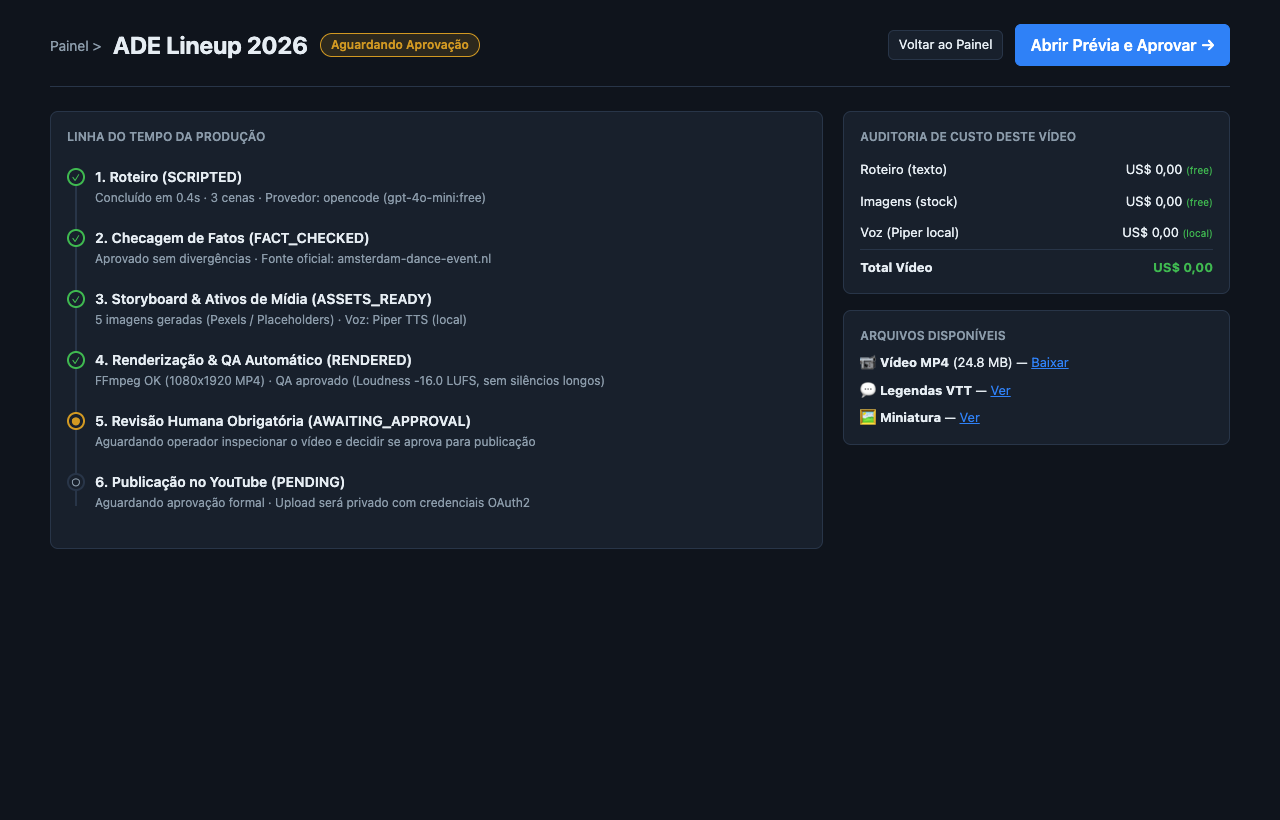 Painel > ADE Lineup 2026 Aguardando Aprovação
Voltar ao Painel
Abrir Prévia e Aprovar →
LINHA DO TEMPO DA PRODUÇÃO
1. Roteiro (SCRIPTED)
Concluído em 0.4s · 3 cenas · Provedor: opencode (gpt-4o-mini:free)
2. Checagem de Fatos (FACT_CHECKED)
Aprovado sem divergências · Fonte oficial: amsterdam-dance-event.nl
3. Storyboard & Ativos de Mídia (ASSETS_READY)
5 imagens geradas (Pexels / Placeholders) · Voz: Piper TTS (local)
4. Renderização & QA Automático (RENDERED)
FFmpeg OK (1080x1920 MP4) · QA aprovado (Loudness -16.0 LUFS, sem silêncios longos)
5. Revisão Humana Obrigatória (AWAITING_APPROVAL)
Aguardando operador inspecionar o vídeo e decidir se aprova para publicação
6. Publicação no YouTube (PENDING)
Aguardando aprovação formal · Upload será privado com credenciais OAuth2
AUDITORIA DE CUSTO DESTE VÍDEO
Roteiro (texto) US$ 0,00 (free)
Imagens (stock) US$ 0,00 (free)
Voz (Piper local) US$ 0,00 (local)
Total Vídeo US$ 0,00
ARQUIVOS DISPONÍVEIS
Vídeo MP4 (24.8 MB) — Baixar
Legendas VTT — Ver
Miniatura — Ver